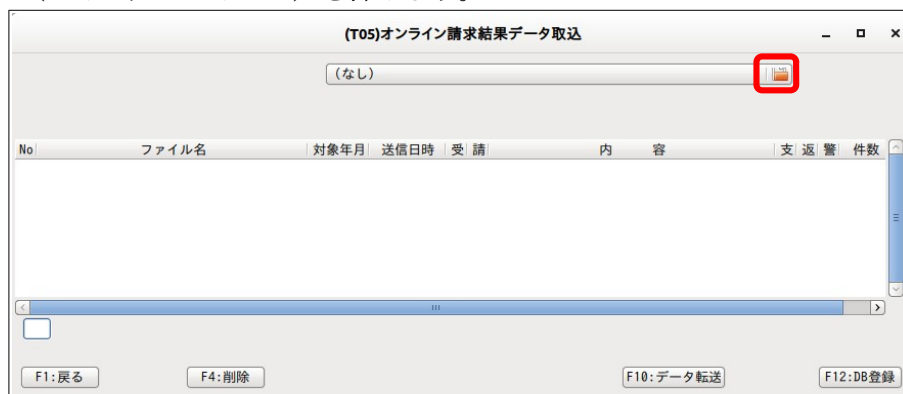 (T05)オンライン請求結果データ取込
(なし)
No ファイル名 対象年月 送信日時 受 請 内 容 支 返 警 件数
F1:戻る F4:削除 F10:データ転送 F12:DB登録